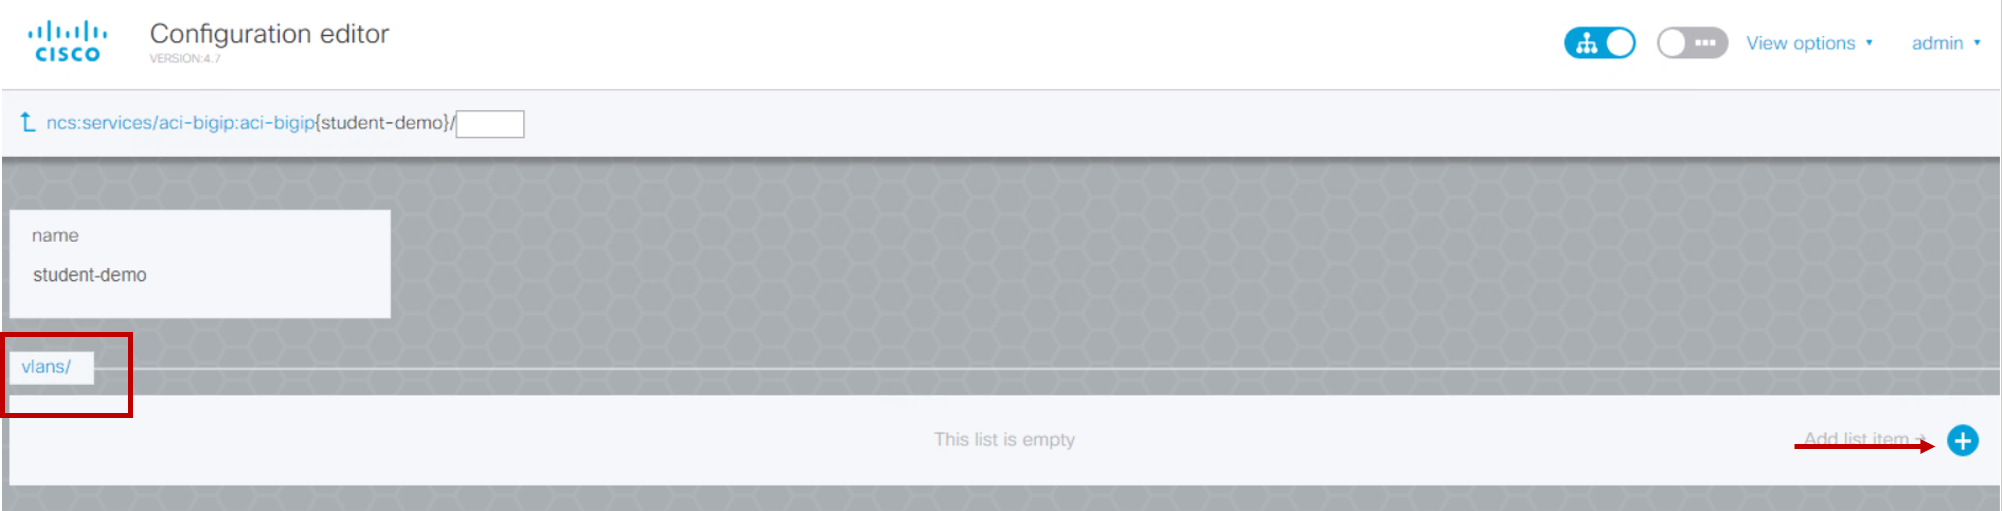 CISCO
Configuration editor
VERSION:4.7
View options
admin
ncs:services/aci-bigip:aci-bigip{student-demo}/
name
student-demo
vlans/
This list is empty
Add list item